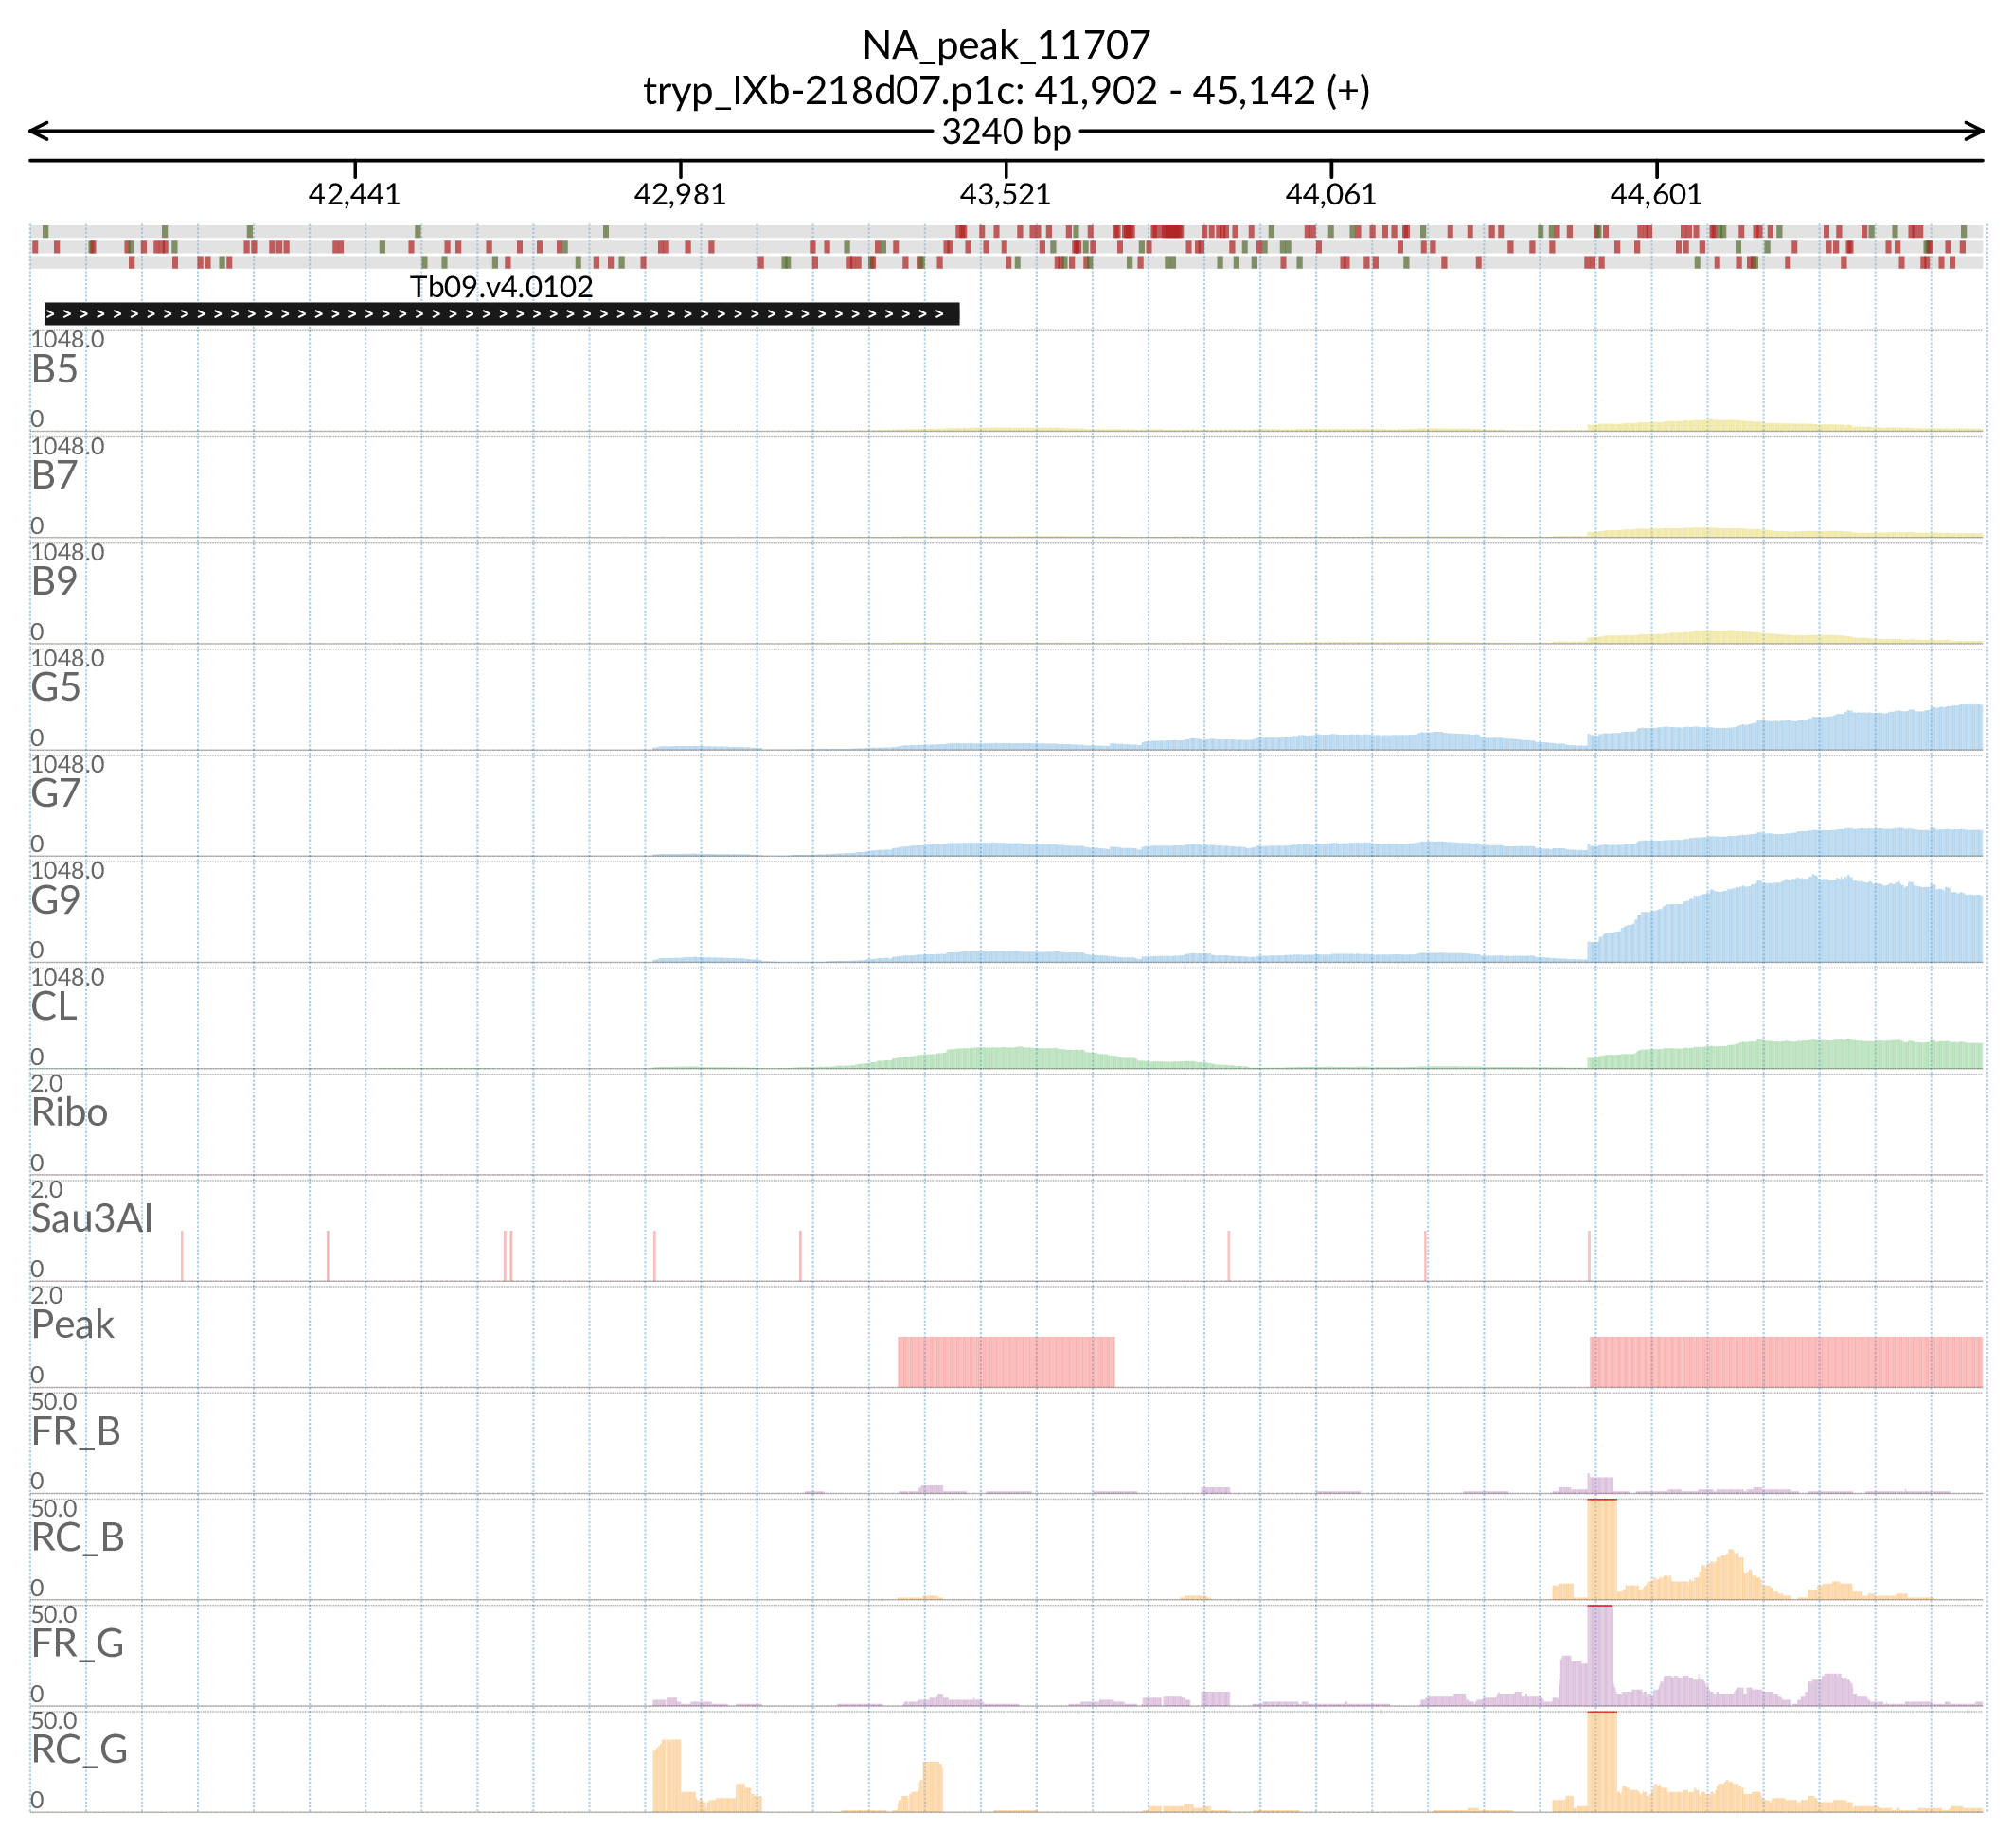 NA_peak_11707
tryp_IXb-218d07.p1c: 41,902 - 45,142 (+)
3240 bp
42,441 42,981 43,521 44,061 44,601
Tb09.v4.0102
1048.0
B5
0
1048.0
B7
0
1048.0
B9
0
1048.0
G5
0
1048.0
G7
0
1048.0
G9
0
1048.0
CL
0
2.0
Ribo
0
2.0
Sau3AI
0
2.0
Peak
0
50.0
FR_B
0
50.0
RC_B
0
50.0
FR_G
0
50.0
RC_G
0